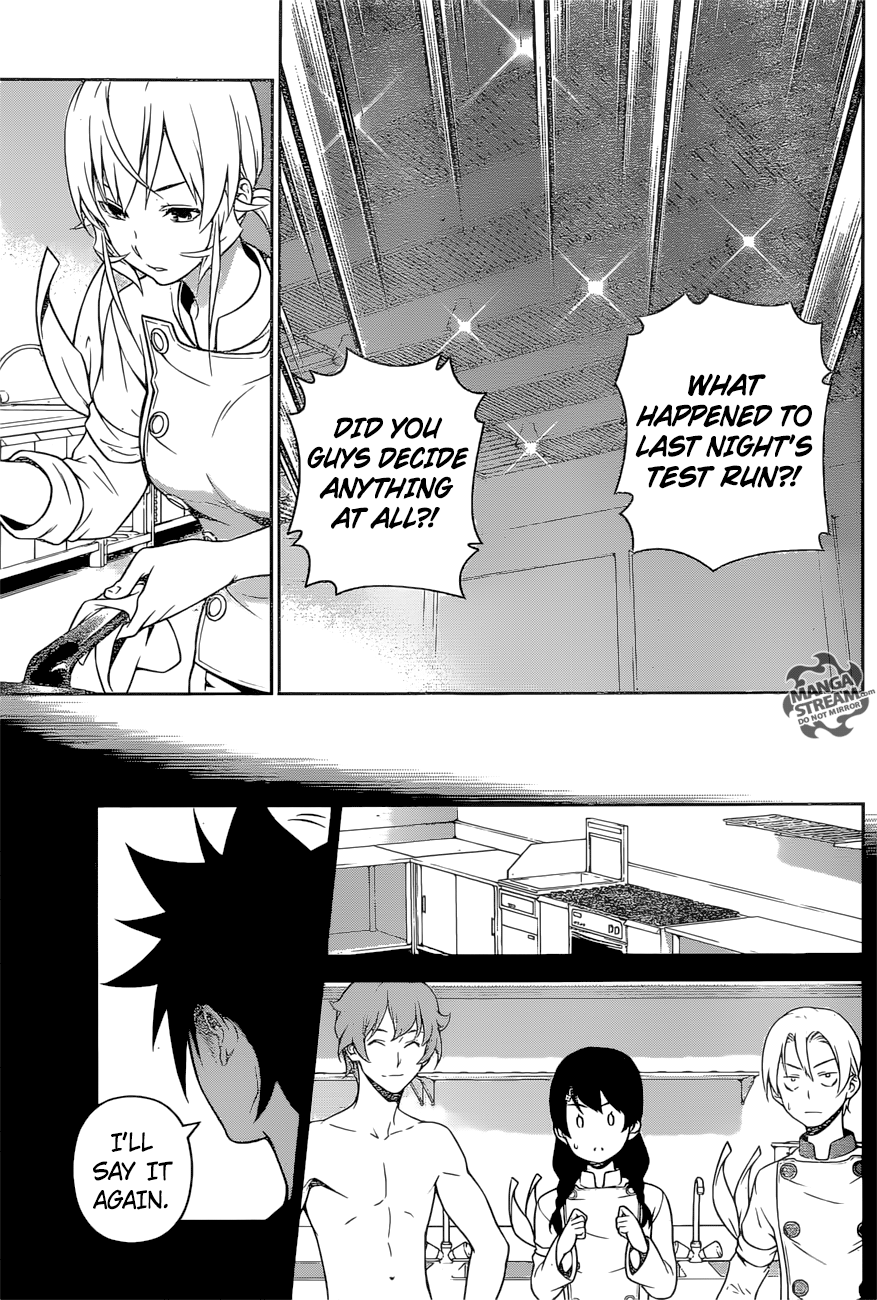 WHAT
HAPPENED TO
LAST NIGHT'S
TEST RUN?!
DID YOU
GUYS DECIDE
ANYTHING
AT ALL?!
MANGA
STREAM.com
DO NOT MIRROR
I'LL
SAY IT
AGAIN.